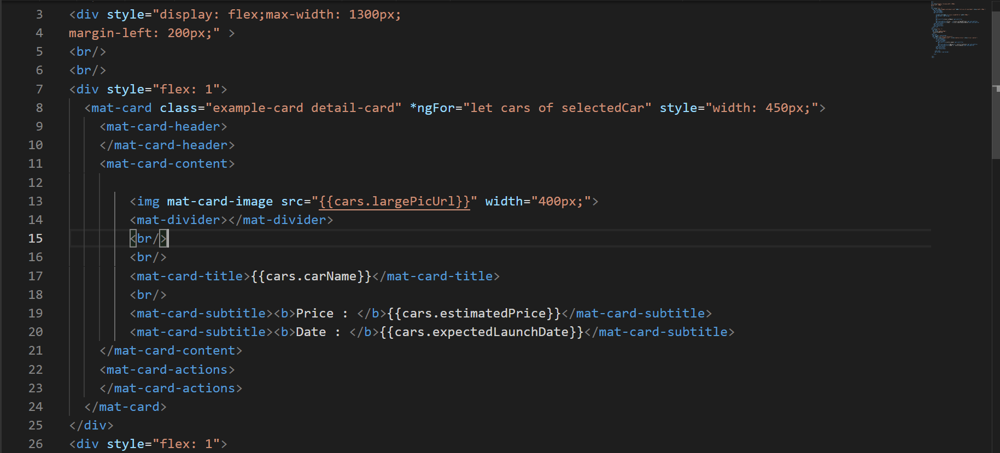 3 <div style="display: flex;max-width: 1300px;
4 margin-left: 200px;" >
5 <br/>
6 <br/>
7 <div style="flex: 1">
8 <mat-card class="example-card detail-card" *ngFor="let cars of selectedCar" style="width: 450px;">
9 <mat-card-header>
10 </mat-card-header>
11 <mat-card-content>
12
13 <img mat-card-image src="{{cars.largePicUrl}}" width="400px;">
14 <mat-divider></mat-divider>
15 <br/>
16 <br/>
17 <mat-card-title>{{cars.carName}}</mat-card-title>
18 <br/>
19 <mat-card-subtitle><b>Price : </b>{{cars.estimatedPrice}}</mat-card-subtitle>
20 <mat-card-subtitle><b>Date : </b>{{cars.expectedLaunchDate}}</mat-card-subtitle>
21 </mat-card-content>
22 <mat-card-actions>
23 </mat-card-actions>
24 </mat-card>
25 </div>
26 <div style="flex: 1">